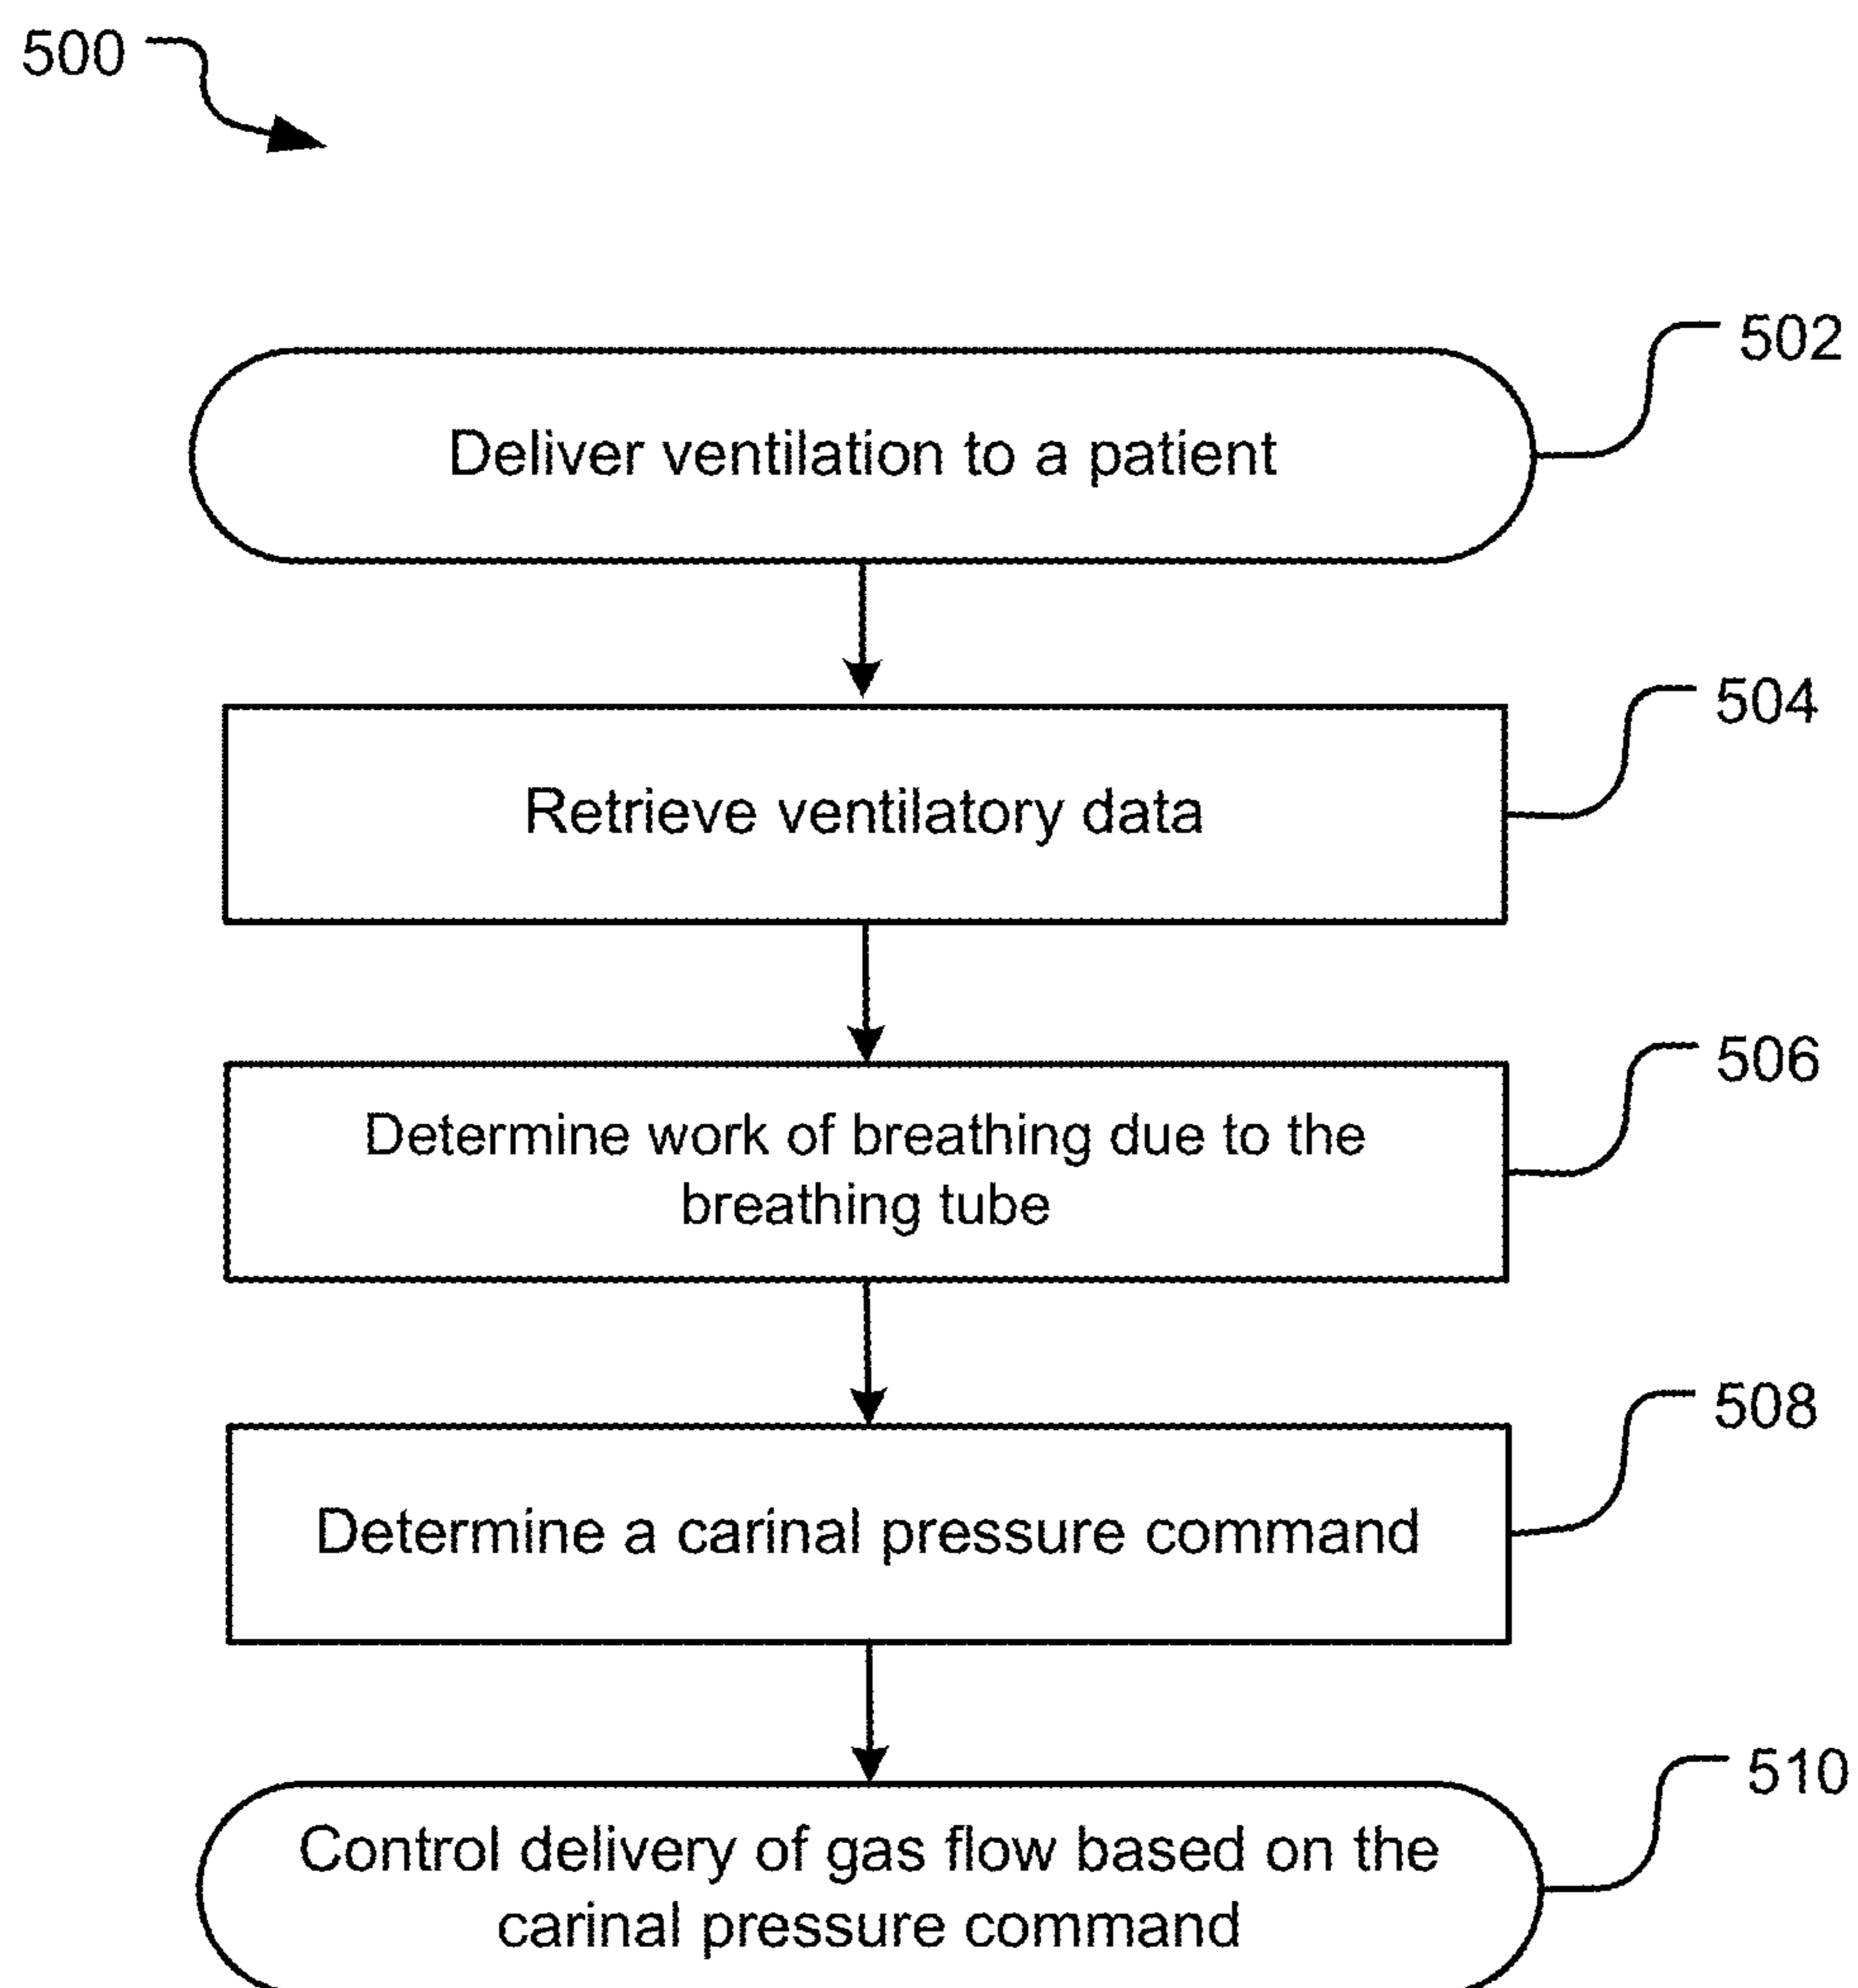 500
502
Deliver ventilation to a patient
504
Retrieve ventilatory data
506
Determine work of breathing due to the
breathing tube
508
Determine a carinal pressure command
510
Control delivery of gas flow based on the
carinal pressure command